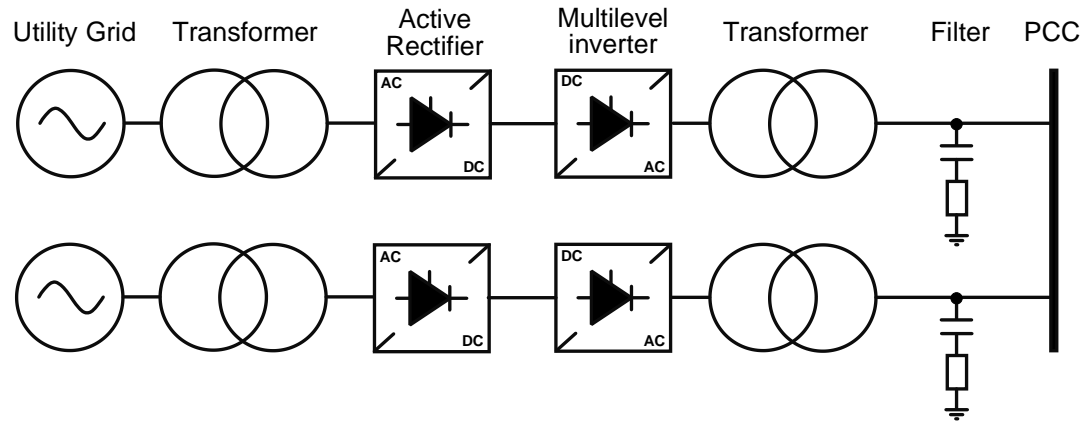 Utility Grid
Transformer
Active
Rectifier
Multilevel
inverter
Transformer
Filter
PCC
AC
DC
DC
AC
AC
DC
DC
AC